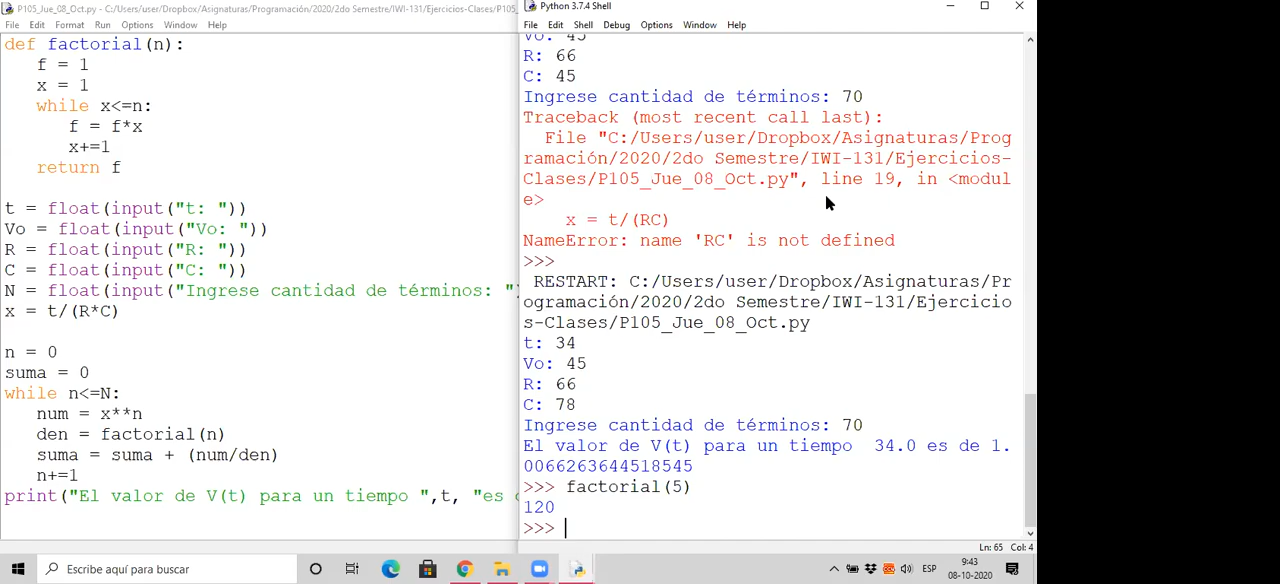 P105_Jue_08_Oct.py - C:/Users/user/Dropbox/Asignaturas/Programación/2020/2do Semestre/IWI-131/Ejercicios-Clases/P105_
File Edit Format Run Options Window Help
def factorial(n):
f = 1
x = 1
while x<=n:
f = f*x
x+=1
return f
t = float(input("t: "))
Vo = float(input("Vo: "))
R = float(input("R: "))
C = float(input("C: "))
N = float(input("Ingrese cantidad de términos: "
x = t/(R*C)
n = 0
suma = 0
while n<=N:
num = x**n
den = factorial(n)
suma = suma + (num/den)
n+=1
print("El valor de V(t) para un tiempo ",t, "es
Python 3.7.4 Shell
File Edit Shell Debug Options Window Help
Vo: 45
R: 66
C: 45
Ingrese cantidad de términos: 70
Traceback (most recent call last):
File "C:/Users/user/Dropbox/Asignaturas/Prog
ramación/2020/2do Semestre/IWI-131/Ejercicios-
Clases/P105_Jue_08_Oct.py", line 19, in <modul
e>
x = t/(RC)
NameError: name 'RC' is not defined
>>>
RESTART: C:/Users/user/Dropbox/Asignaturas/Pr
ogramación/2020/2do Semestre/IWI-131/Ejercicio
s-Clases/P105_Jue_08_Oct.py
t: 34
Vo: 45
R: 66
C: 78
Ingrese cantidad de términos: 70
El valor de V(t) para un tiempo  34.0 es de 1.
0066263644518545
>>> factorial(5)
120
>>>
Ln: 65 Col: 4
Escribe aquí para buscar
ESP
9:43
08-10-2020